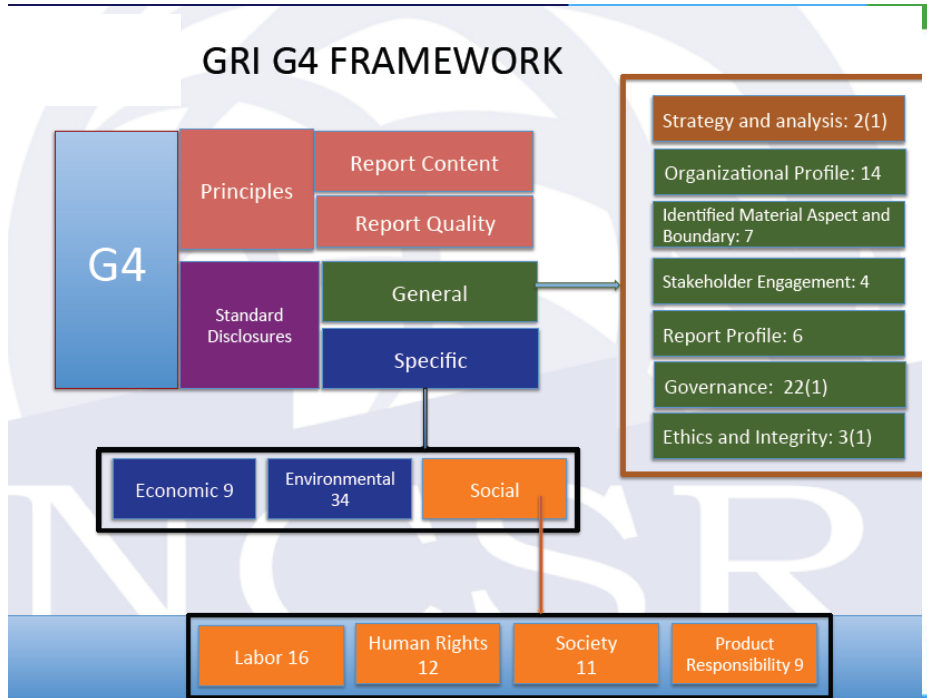 GRI G4 FRAMEWORK
G4
Principles
Report Content
Report Quality
Standard
Disclosures
General
Specific
Strategy and analysis: 2(1)
Organizational Profile: 14
Identified Material Aspect and
Boundary: 7
Stakeholder Engagement: 4
Report Profile: 6
Governance: 22(1)
Ethics and Integrity: 3(1)
Economic 9
Environmental
34
Social
Labor 16
Human Rights
12
Society
11
Product
Responsibility 9
NCSR